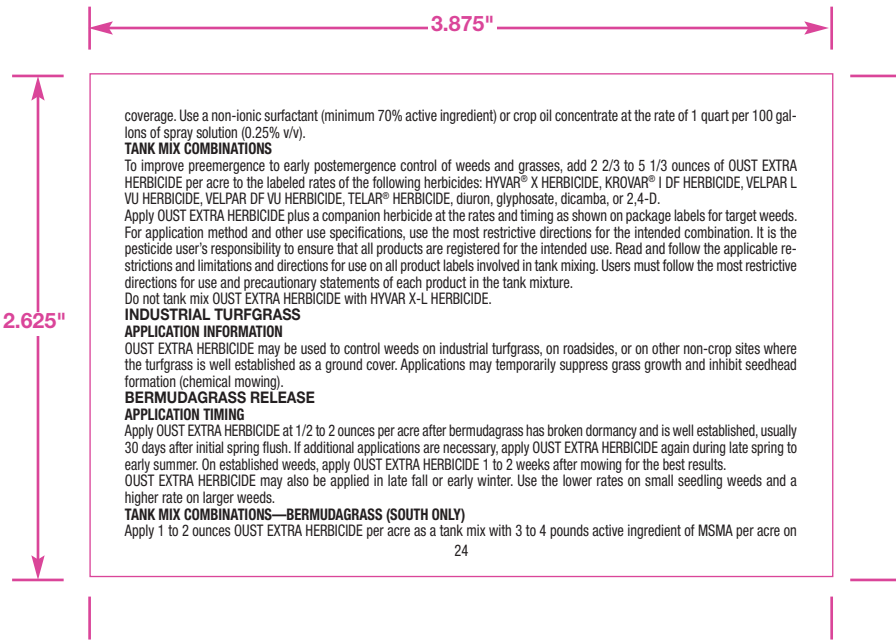 3.875"
coverage. Use a non-ionic surfactant (minimum 70% active ingredient) or crop oil concentrate at the rate of 1 quart per 100 gal-
lons of spray solution (0.25% v/v).
TANK MIX COMBINATIONS
To improve preemergence to early postemergence control of weeds and grasses, add 2 2/3 to 5 1/3 ounces of OUST EXTRA
HERBICIDE per acre to the labeled rates of the following herbicides: HYVAR® X HERBICIDE, KROVAR® I DF HERBICIDE, VELPAR L
VU HERBICIDE, VELPAR DF VU HERBICIDE, TELAR® HERBICIDE, diuron, glyphosate, dicamba, or 2,4-D.
Apply OUST EXTRA HERBICIDE plus a companion herbicide at the rates and timing as shown on package labels for target weeds.
For application method and other use specifications, use the most restrictive directions for the intended combination. It is the
pesticide user's responsibility to ensure that all products are registered for the intended use. Read and follow the applicable re-
strictions and limitations and directions for use on all product labels involved in tank mixing. Users must follow the most restrictive
directions for use and precautionary statements of each product in the tank mixture.
Do not tank mix OUST EXTRA HERBICIDE with HYVAR X-L HERBICIDE.
INDUSTRIAL TURFGRASS
2.625"
APPLICATION INFORMATION
OUST EXTRA HERBICIDE may be used to control weeds on industrial turfgrass, on roadsides, or on other non-crop sites where
the turfgrass is well established as a ground cover. Applications may temporarily suppress grass growth and inhibit seedhead
formation (chemical mowing).
BERMUDAGRASS RELEASE
APPLICATION TIMING
Apply OUST EXTRA HERBICIDE at 1/2 to 2 ounces per acre after bermudagrass has broken dormancy and is well established, usually
30 days after initial spring flush. If additional applications are necessary, apply OUST EXTRA HERBICIDE again during late spring to
early summer. On established weeds, apply OUST EXTRA HERBICIDE 1 to 2 weeks after mowing for the best results.
OUST EXTRA HERBICIDE may also be applied in late fall or early winter. Use the lower rates on small seedling weeds and a
higher rate on larger weeds.
TANK MIX COMBINATIONS—BERMUDAGRASS (SOUTH ONLY)
Apply 1 to 2 ounces OUST EXTRA HERBICIDE per acre as a tank mix with 3 to 4 pounds active ingredient of MSMA per acre on
24